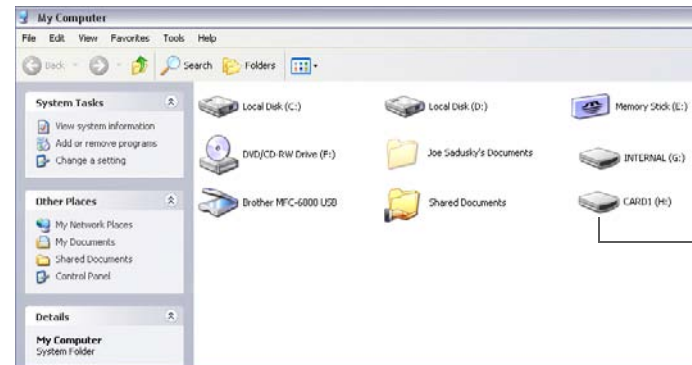 My Computer
File Edit View Favorites Tools Help
Back Search Folders
System Tasks
View system information
Add or remove programs
Change a setting
Other Places
My Network Places
My Documents
Shared Documents
Control Panel
Details
My Computer
System Folder
Local Disk (C:) Local Disk (D:) Memory Stick (E:)
DVD/CD-RW Drive (F:) Joe Sadusky's Documents INTERNAL (G:)
Brother MFC-6800 USB Shared Documents CARD1 (H:)